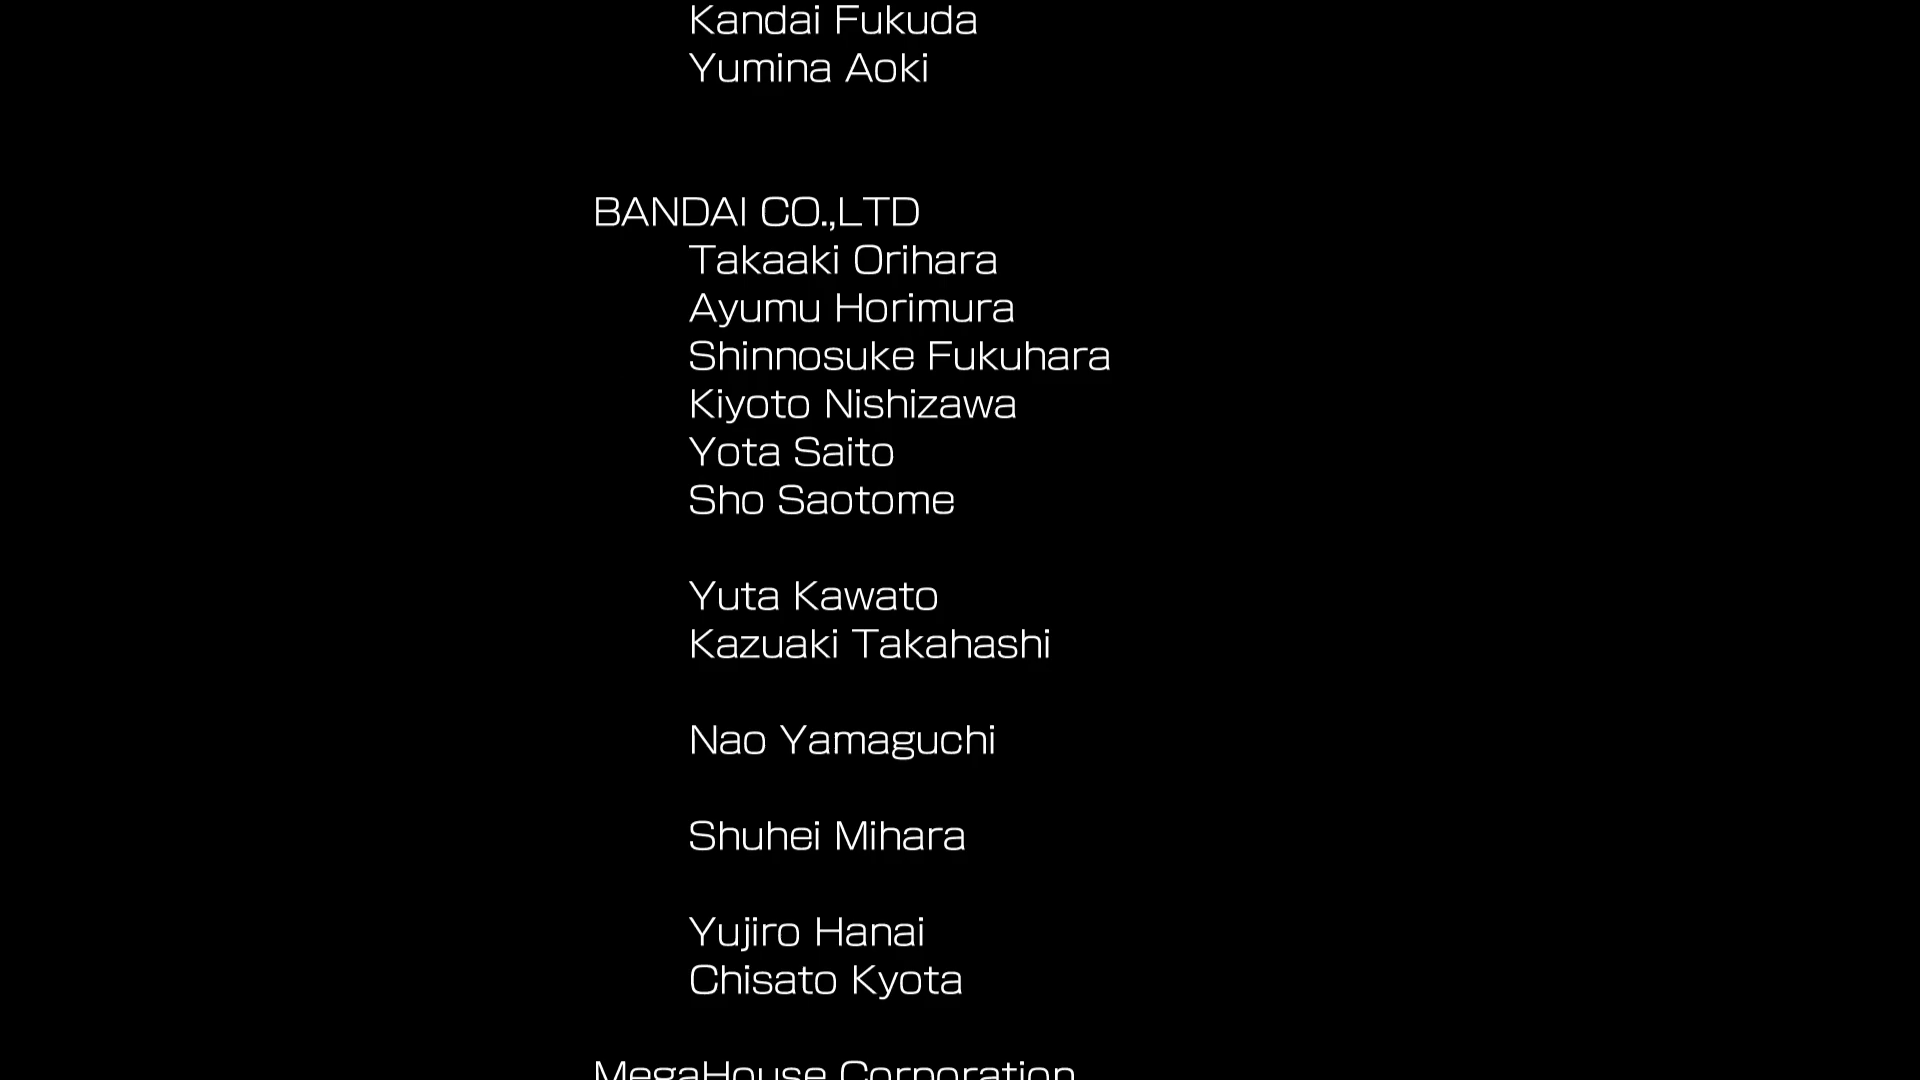 Kandai Fukuda
Yumina Aoki
BANDAI CO.,LTD
Takaaki Orihara
Ayumu Horimura
Shinnosuke Fukuhara
Kiyoto Nishizawa
Yota Saito
Sho Saotome
Yuta Kawato
Kazuaki Takahashi
Nao Yamaguchi
Shuhei Mihara
Yujiro Hanai
Chisato Kyota
MegaHouse Corporation